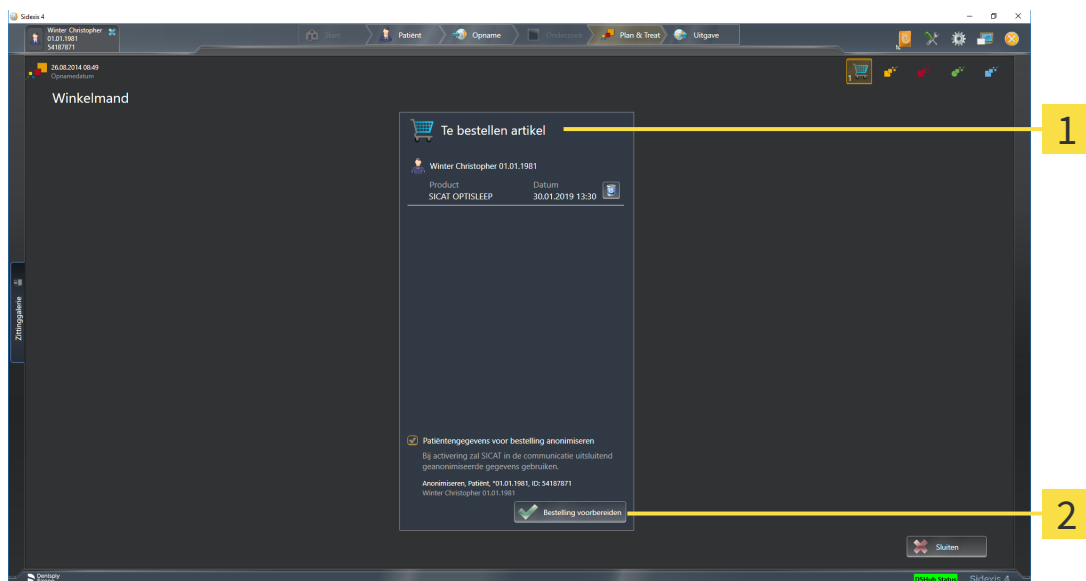 Sidexis 4
Winter Christopher
01.01.1981
54187871
Start
Patiënt
Opname
Onderzoek
Plan & Treat
Uitgave
26.08.2014 08:49
Opnamedatum
1
Winkelmand
Te bestellen artikel
1
Winter Christopher 01.01.1981
Product Datum
SICAT OPTISLEEP 30.01.2019 13:30
Zittinggalerie
Patiëntengegevens voor bestelling anonimiseren
Bij activering zal SICAT in de communicatie uitsluitend
geanonimiseerde gegevens gebruiken.
Anonimiseren, Patiënt, *01.01.1981, ID: 54187871
Winter Christopher 01.01.1981
Bestelling voorbereiden
2
Sluiten
Dentsply
DSHub Status
Sidexis 4